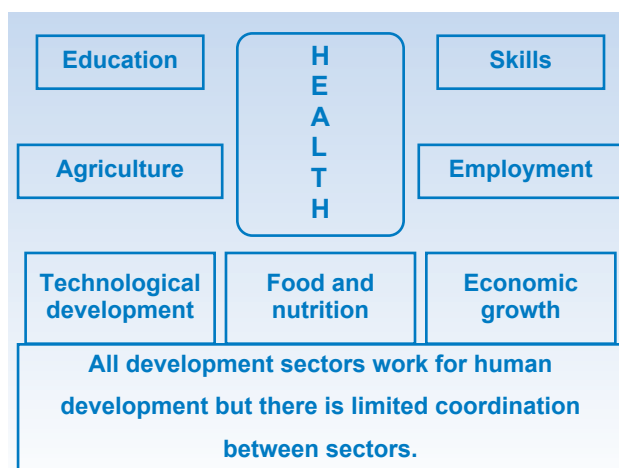 Education
H
E
A
L
T
H
Skills
Agriculture
Employment
Technological
development
Food and
nutrition
Economic
growth
All development sectors work for human
development but there is limited coordination
between sectors.